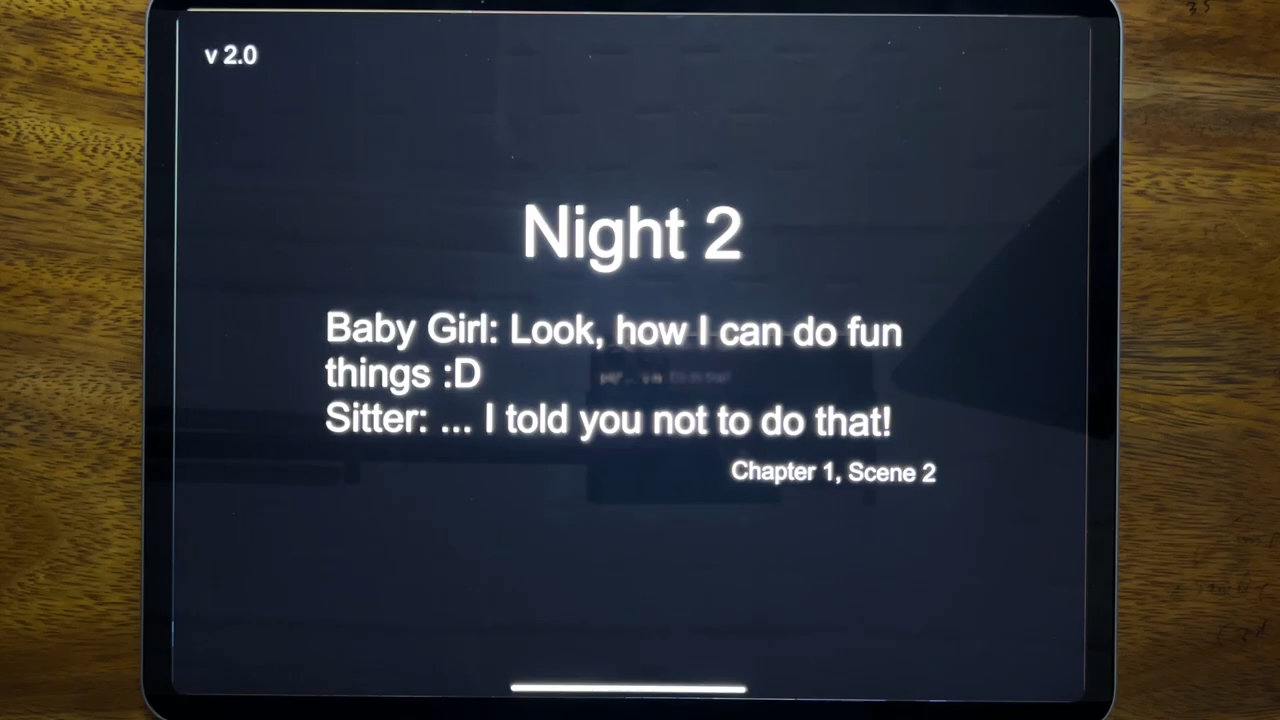 v 2.0
Night 2
Baby Girl: Look, how I can do fun
things :D
Sitter: ... I told you not to do that!
Chapter 1, Scene 2